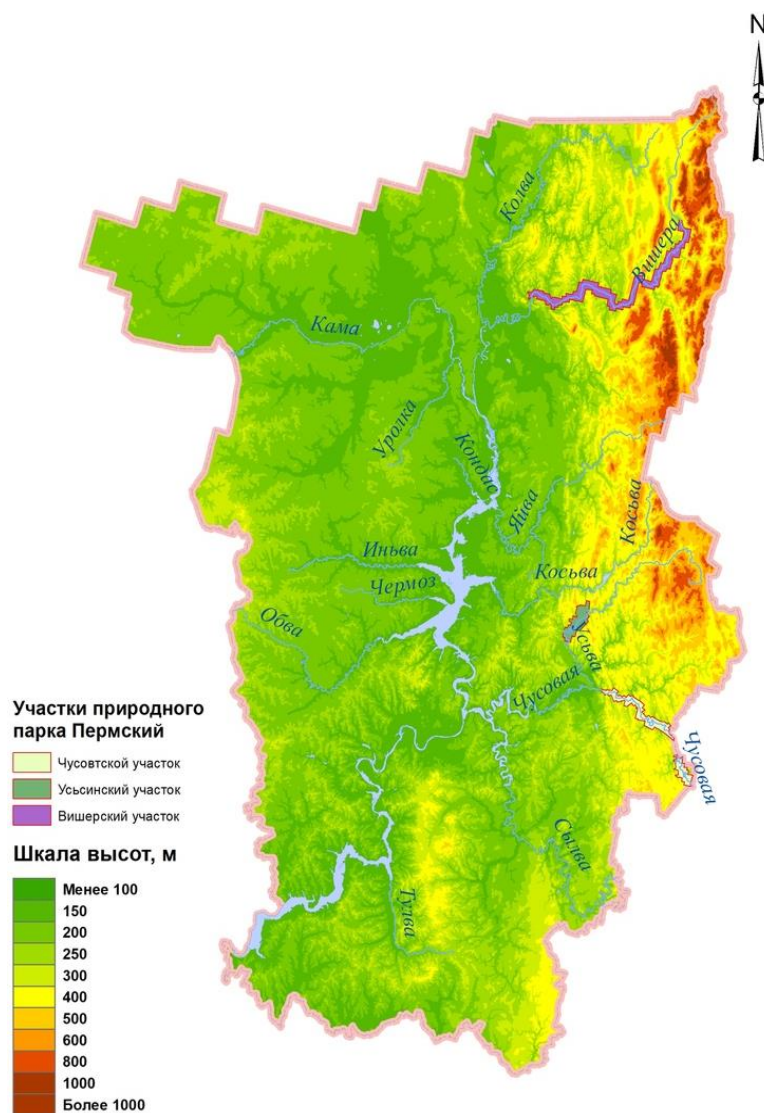 N
Колва
Вишера
Кама
Уролка
Кондас
Яйва
Косьва
Иньва
Косьва
Чермоз
Обва
Усьва
Чусовая
Чусовая
Сылва
Тулва
Участки природного
парка Пермский
Чусовтской участок
Усьсинский участок
Вишерский участок
Шкала высот, м
Менее 100
150
200
250
300
400
500
600
800
1000
Более 1000